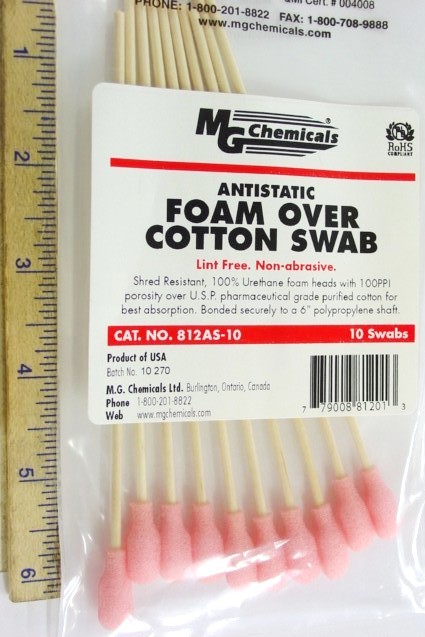 PHONE: 1-800-201-8822 FAX: 1-800-708-9888
Cert. # 004008
www.mgchemicals.com
MG Chemicals®
Pb
RoHS
COMPLIANT
ANTISTATIC
FOAM OVER
COTTON SWAB
Lint Free. Non-abrasive.
Shred Resistant, 100% Urethane foam heads with 100PPI
porosity over U.S.P. pharmaceutical grade purified cotton for
best absorption. Bonded securely to a 6" polypropylene shaft.
CAT. NO. 812AS-10 10 Swabs
Product of USA
Batch No. 10 270
M.G. Chemicals Ltd. Burlington, Ontario, Canada
Phone 1-800-201-8822
Web www.mgchemicals.com
7 79008 81201 3
1
2
3
4
5
6